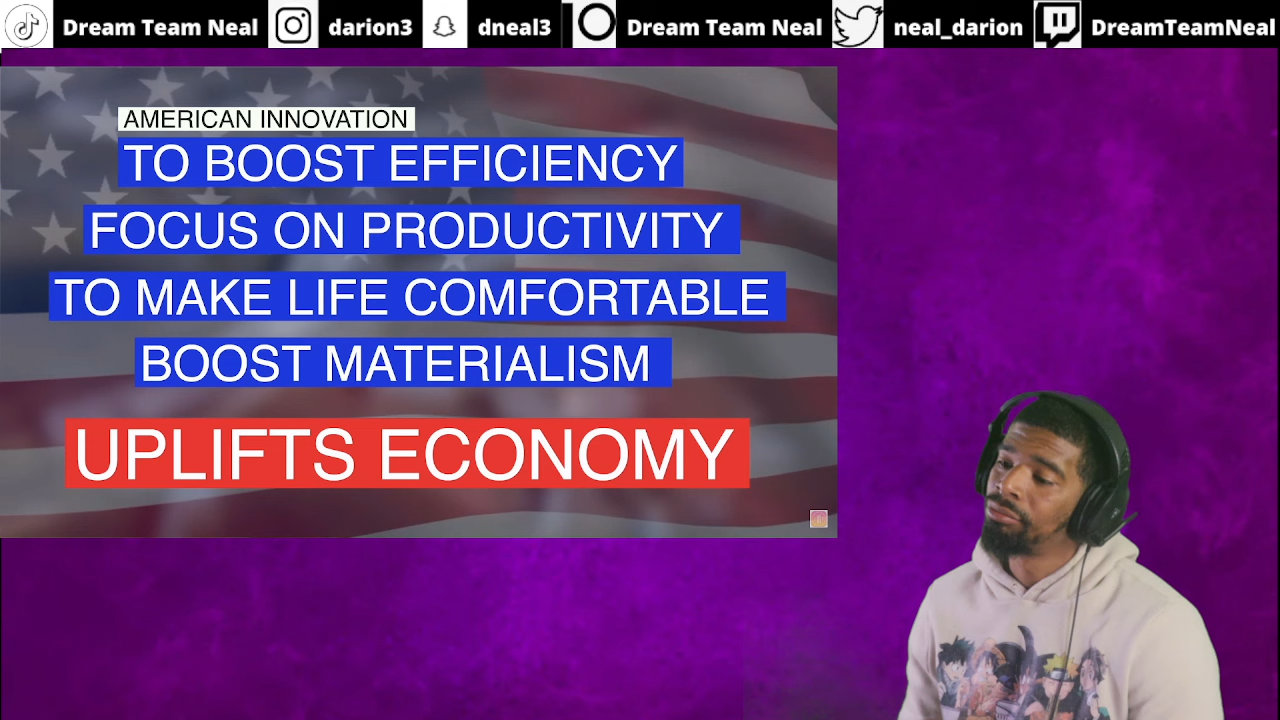 Dream Team Neal darion3 dneal3 Dream Team Neal neal_darion DreamTeamNeal
AMERICAN INNOVATION
TO BOOST EFFICIENCY
FOCUS ON PRODUCTIVITY
TO MAKE LIFE COMFORTABLE
BOOST MATERIALISM
UPLIFTS ECONOMY